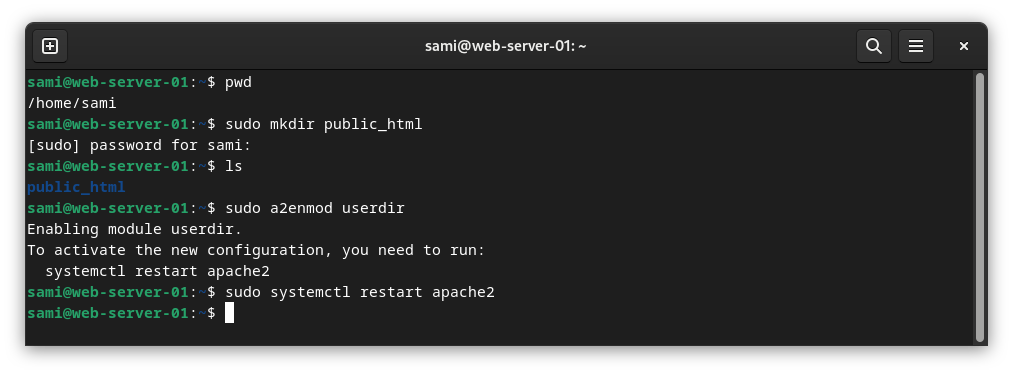 sami@web-server-01: ~
sami@web-server-01:~$ pwd
/home/sami
sami@web-server-01:~$ sudo mkdir public_html
[sudo] password for sami:
sami@web-server-01:~$ ls
public_html
sami@web-server-01:~$ sudo a2enmod userdir
Enabling module userdir.
To activate the new configuration, you need to run:
  systemctl restart apache2
sami@web-server-01:~$ sudo systemctl restart apache2
sami@web-server-01:~$